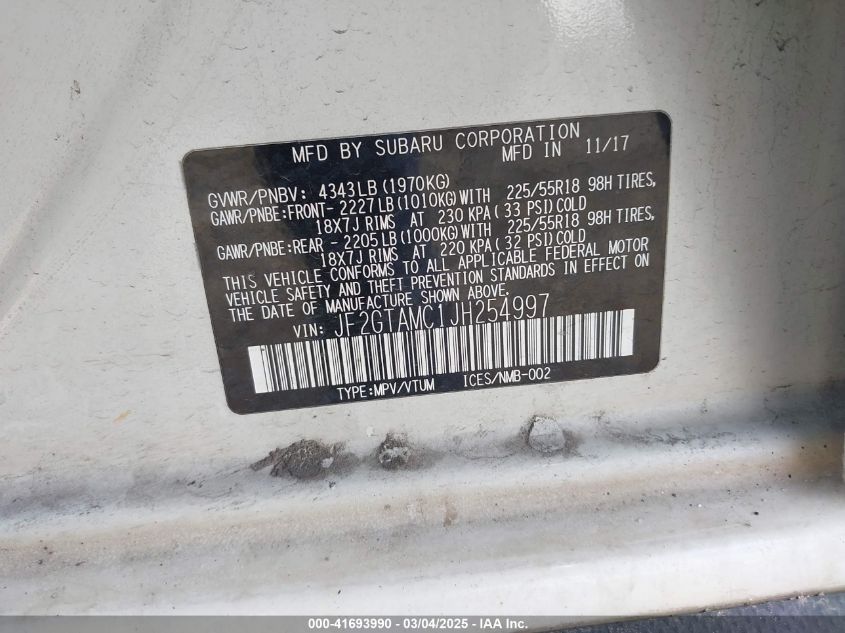 MFD BY SUBARU CORPORATION
MFD IN 11/17
GVWR/PNBV: 4343LB(1970KG)
GAWR/PNBE:FRONT- 2227LB(1010KG)WITH 225/55R18 98H TIRES,
18X7J RIMS AT 230 KPA(33 PSI)COLD
GAWR/PNBE:REAR - 2205LB(1000KG)WITH 225/55R18 98H TIRES,
18X7J RIMS AT 220 KPA(32 PSI)COLD
THIS VEHICLE CONFORMS TO ALL APPLICABLE FEDERAL MOTOR
VEHICLE SAFETY AND THEFT PREVENTION STANDARDS IN EFFECT ON
THE DATE OF MANUFACTURE SHOWN ABOVE.
VIN: JF2GTAMC1JH254997
TYPE:MPV/VTUM ICES/NMB-002
000-41693990 - 03/04/2025 - IAA Inc.